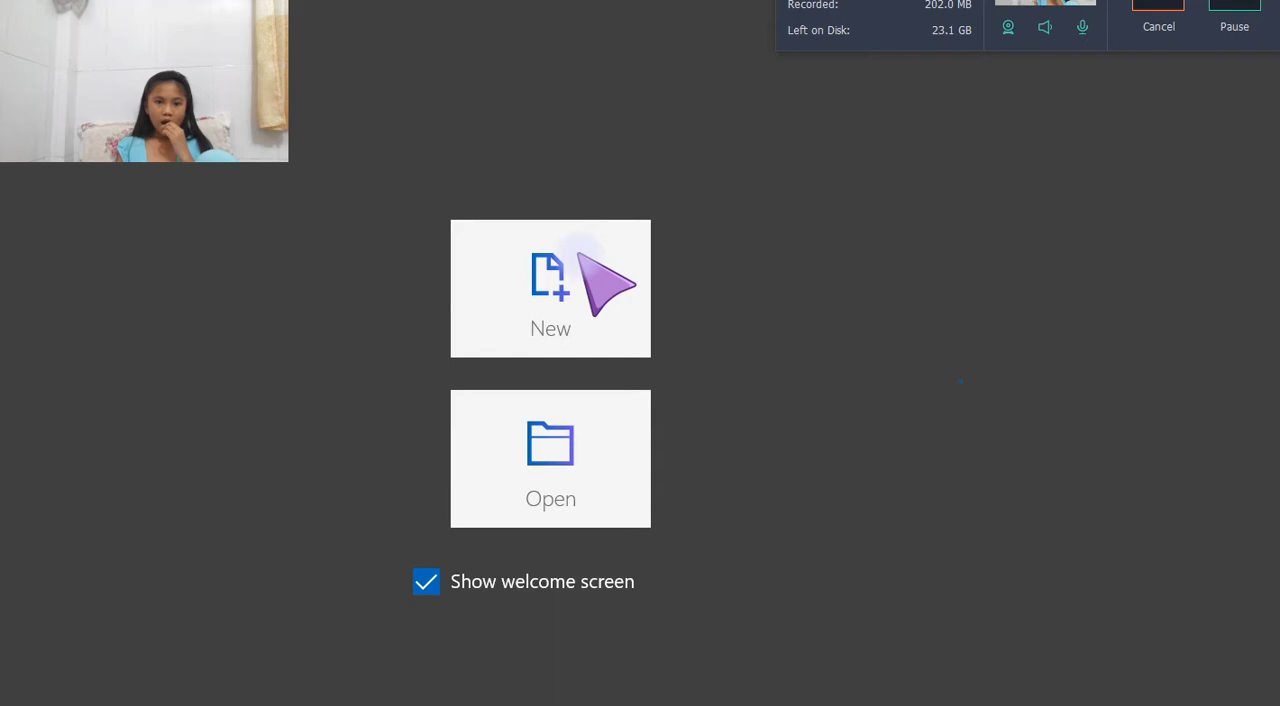 Recorded: 202.0 MB
Left on Disk: 23.1 GB
Cancel
Pause
New
Open
Show welcome screen